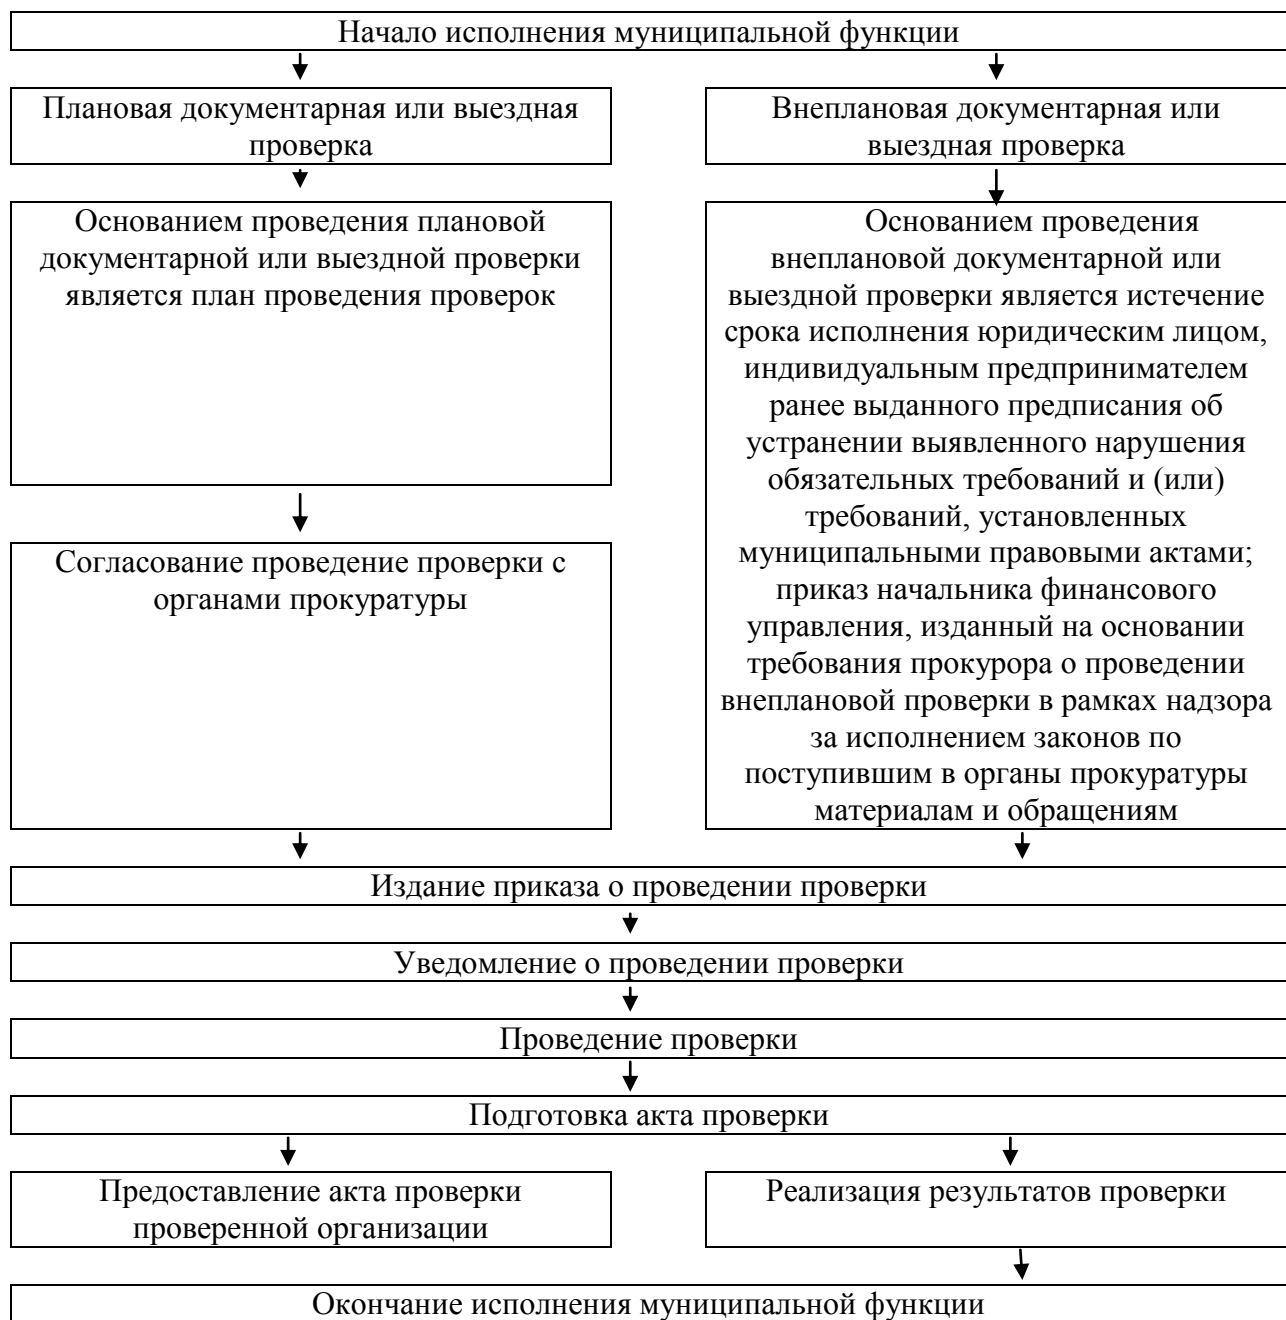 Начало исполнения муниципальной функции
Плановая документарная или выездная
проверка
Внеплановая документарная или
выездная проверка
Основанием проведения плановой
документарной или выездной проверки
является план проведения проверок
Согласование проведение проверки с
органами прокуратуры
Основанием проведения
внеплановой документарной или
выездной проверки является истечение
срока исполнения юридическим лицом,
индивидуальным предпринимателем
ранее выданного предписания об
устранении выявленного нарушения
обязательных требований и (или)
требований, установленных
муниципальными правовыми актами;
приказ начальника финансового
управления, изданный на основании
требования прокурора о проведении
внеплановой проверки в рамках надзора
за исполнением законов по
поступившим в органы прокуратуры
материалам и обращениям
Издание приказа о проведении проверки
Уведомление о проведении проверки
Проведение проверки
Подготовка акта проверки
Предоставление акта проверки
проверенной организации
Реализация результатов проверки
Окончание исполнения муниципальной функции